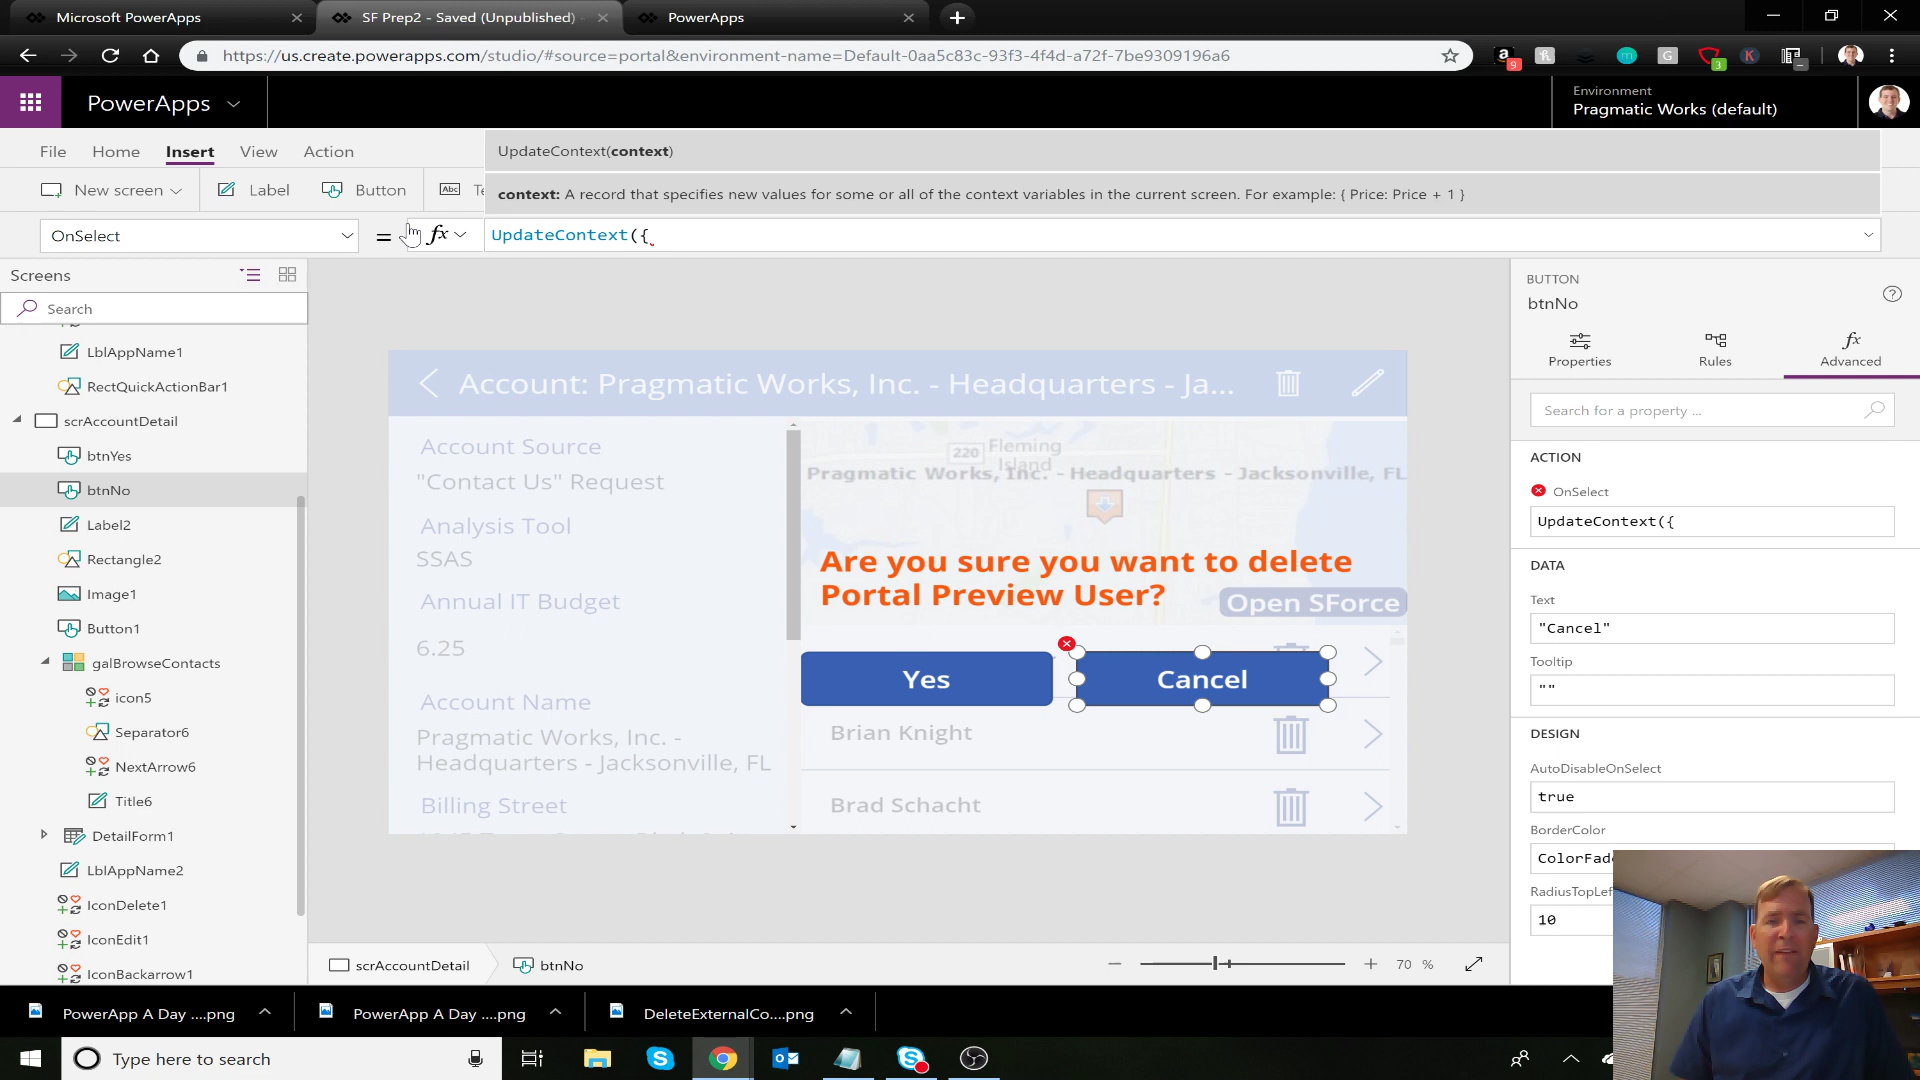 Microsoft PowerApps
SF Prep2 - Saved (Unpublished) -
PowerApps
https://us.create.powerapps.com/studio/#source=portal&environment-name=Default-0aa5c83c-93f3-4f4d-a72f-7be9309196a6
9
G
3
K
PowerApps
Environment
Pragmatic Works (default)
File
Home
Insert
View
Action
UpdateContext(context)
New screen
Label
Button
Abc
context: A record that specifies new values for some or all of the context variables in the current screen. For example: { Price: Price + 1 }
OnSelect
=
fx
UpdateContext({
Screens
Search
LblAppName1
RectQuickActionBar1
scrAccountDetail
btnYes
btnNo
Label2
Rectangle2
Image1
Button1
galBrowseContacts
icon5
Separator6
NextArrow6
Title6
DetailForm1
LblAppName2
IconDelete1
IconEdit1
IconBackarrow1
Account: Pragmatic Works, Inc. - Headquarters - Ja...
Account Source
"Contact Us" Request
Analysis Tool
SSAS
Annual IT Budget
6.25
Account Name
Pragmatic Works, Inc. -
Headquarters - Jacksonville, FL
Billing Street
220
Fleming
Island
Pragmatic Works, Inc. - Headquarters - Jacksonville, FL
Are you sure you want to delete
Portal Preview User?
Open SForce
Yes
Cancel
Brian Knight
Brad Schacht
scrAccountDetail
btnNo
70 %
BUTTON
btnNo
Properties
Rules
fx
Advanced
Search for a property ...
ACTION
OnSelect
UpdateContext({
DATA
Text
"Cancel"
Tooltip
""
DESIGN
AutoDisableOnSelect
true
BorderColor
ColorFad
RadiusTopLef
10
PowerApp A Day ....png
PowerApp A Day ....png
DeleteExternalCo....png
Type here to search